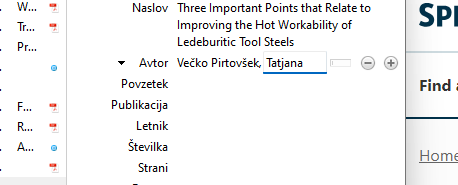 W...
Tr...
Pr...
F...
R...
A...
Naslov Three Important Points that Relate to
Improving the Hot Workability of
Ledeburitic Tool Steels
Avtor Večko Pirtovšek, Tatjana
Povzetek
Publikacija
Letnik
Številka
Strani
SP
Find a
Home